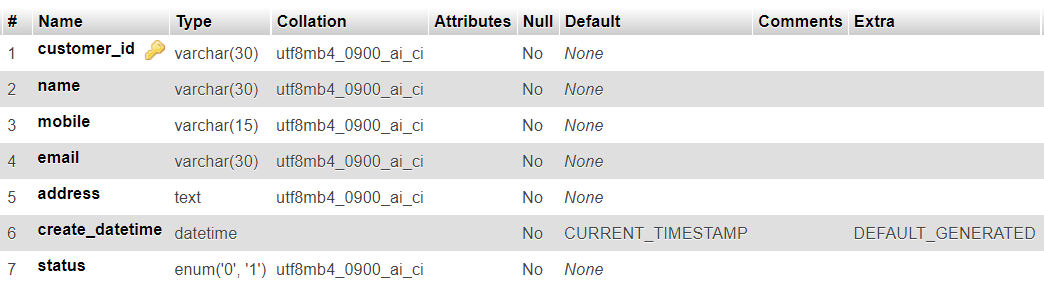 # Name Type Collation Attributes Null Default Comments Extra
1 customer_id varchar(30) utf8mb4_0900_ai_ci No None
2 name varchar(30) utf8mb4_0900_ai_ci No None
3 mobile varchar(15) utf8mb4_0900_ai_ci No None
4 email varchar(30) utf8mb4_0900_ai_ci No None
5 address text utf8mb4_0900_ai_ci No None
6 create_datetime datetime No CURRENT_TIMESTAMP DEFAULT_GENERATED
7 status enum('0', '1') utf8mb4_0900_ai_ci No None